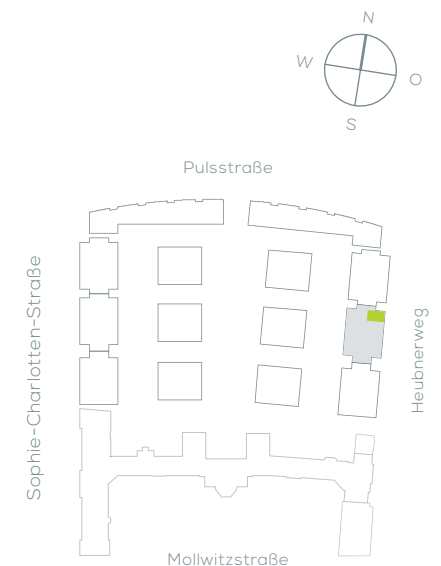 N
W
O
S
Pulsstraße
Sophie-Charlotten-Straße
Heubnerweg
Mollwitzstraße